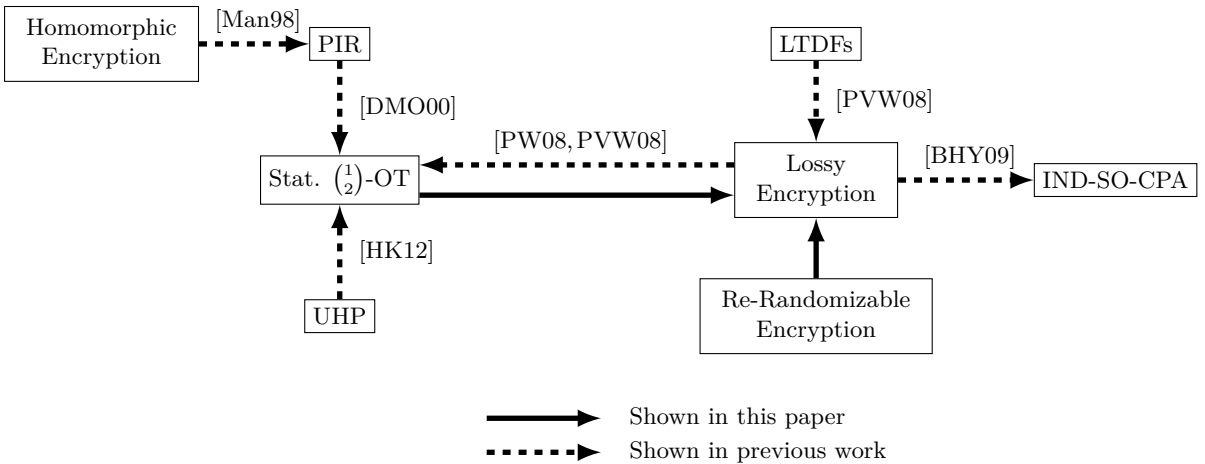 Homomorphic
Encryption
[Man98]
PIR
LTDFs
[DMO00]
[PVW08]
Stat. (1 2)-OT
[PW08, PVW08]
Lossy
Encryption
[BHY09]
IND-SO-CPA
[HK12]
UHP
Re-Randomizable
Encryption
Shown in this paper
Shown in previous work